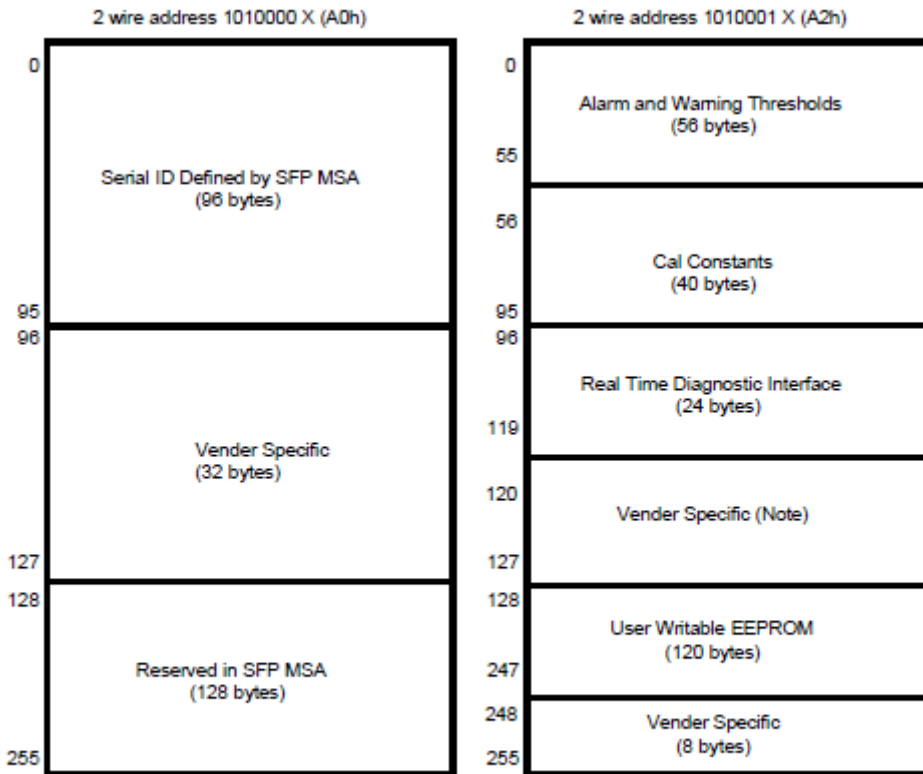 2 wire address 1010000 X (A0h)
0
Serial ID Defined by SFP MSA
(96 bytes)
95
96
Vender Specific
(32 bytes)
127
128
Reserved in SFP MSA
(128 bytes)
255
2 wire address 1010001 X (A2h)
0
Alarm and Warning Thresholds
(56 bytes)
55
56
Cal Constants
(40 bytes)
95
96
Real Time Diagnostic Interface
(24 bytes)
119
120
Vender Specific (Note)
127
128
User Writable EEPROM
(120 bytes)
247
248
Vender Specific
(8 bytes)
255